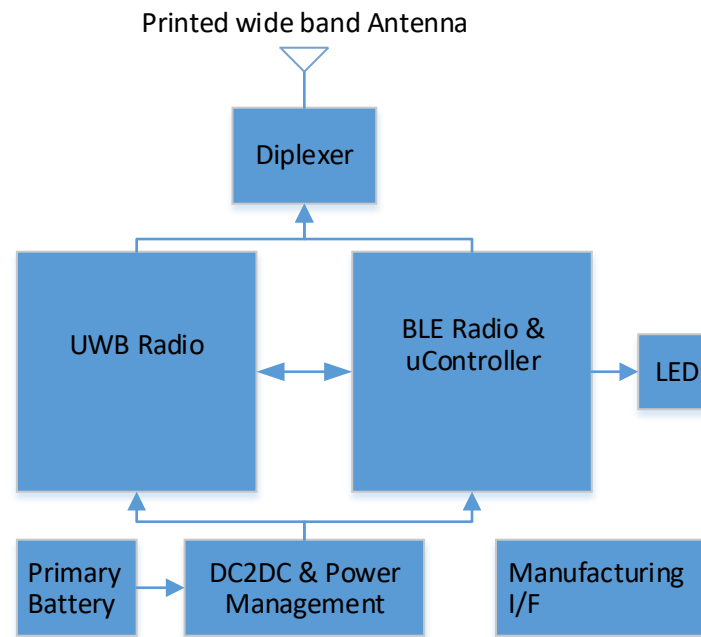 Printed wide band Antenna
Diplexer
UWB Radio
BLE Radio &
uController
LED
Primary
Battery
DC2DC & Power
Management
Manufacturing
I/F